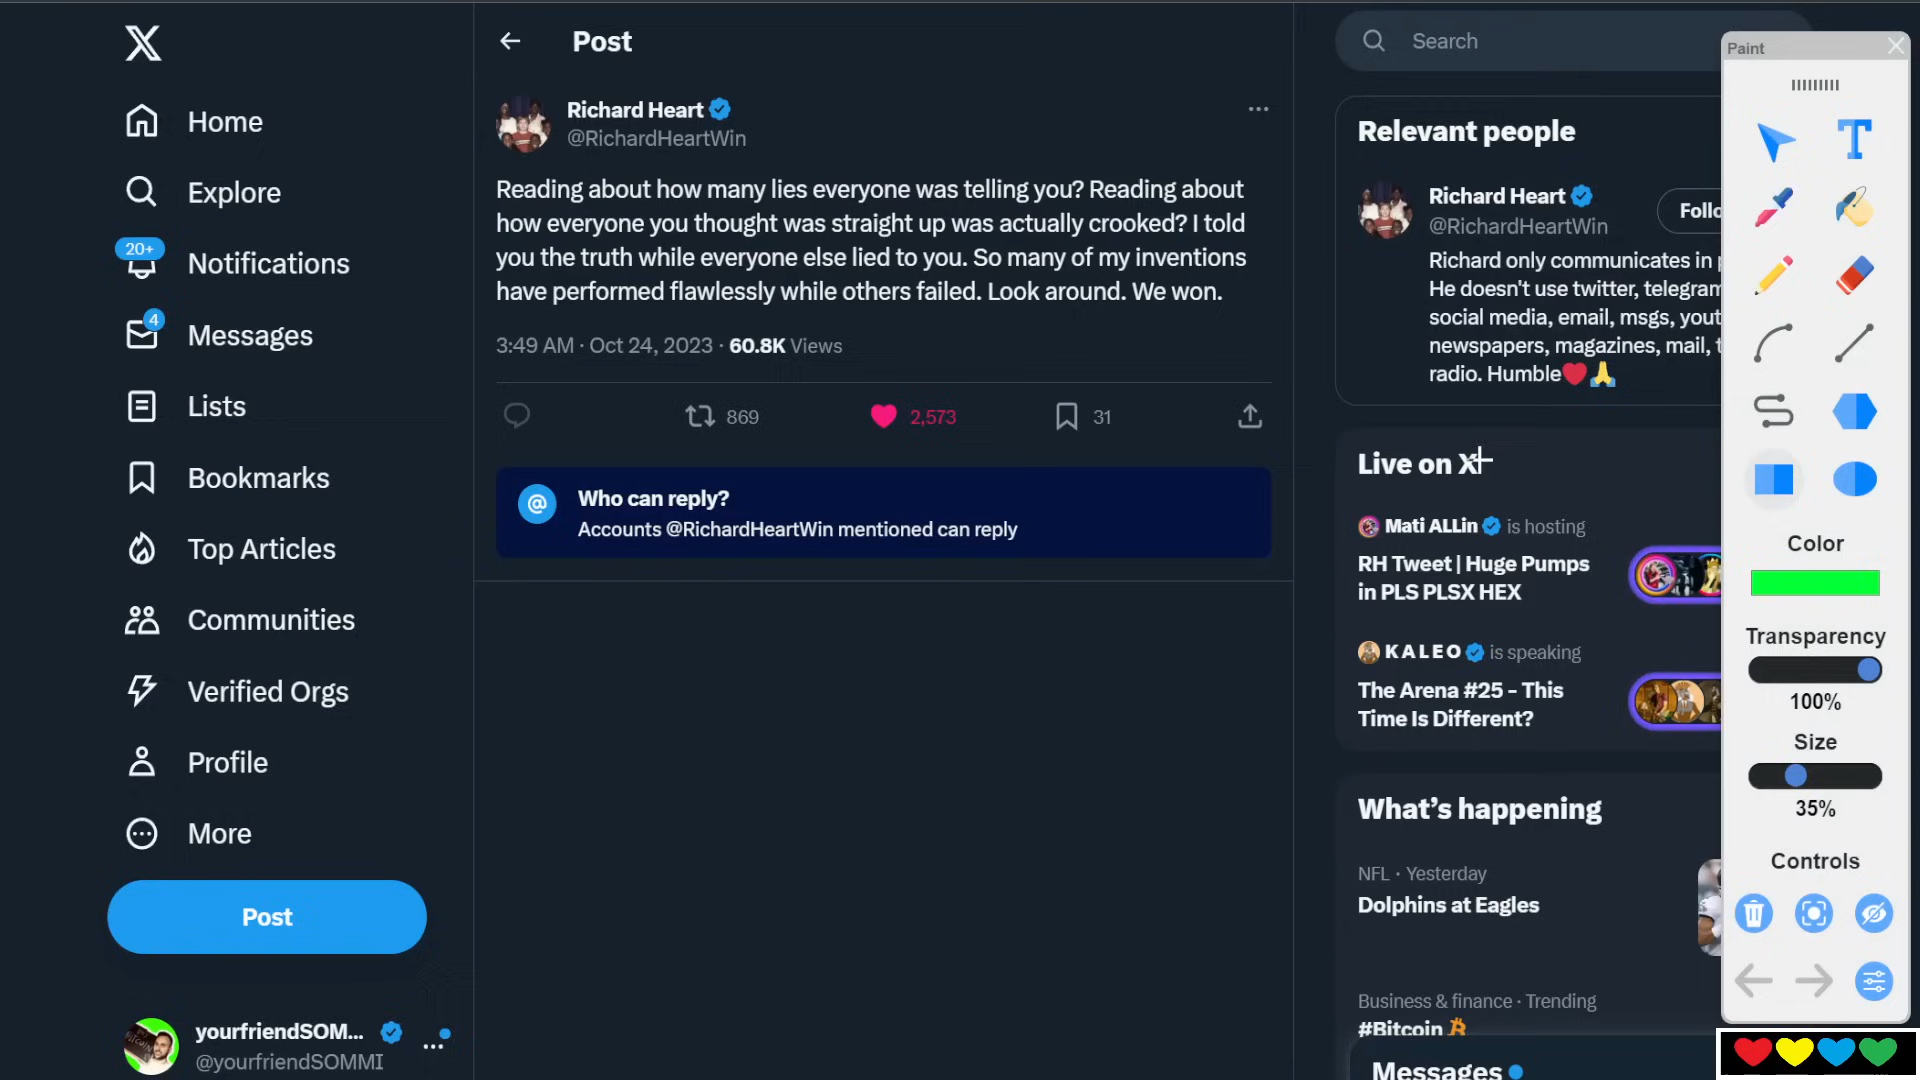 Home
Explore
20+
Notifications
4
Messages
Lists
Bookmarks
Top Articles
Communities
Verified Orgs
Profile
More
Post
yourfriendSOMM...
@yourfriendSOMMI
Post
Richard Heart
@RichardHeartWin
Reading about how many lies everyone was telling you? Reading about
how everyone you thought was straight up was actually crooked? I told
you the truth while everyone else lied to you. So many of my inventions
have performed flawlessly while others failed. Look around. We won.
3:49 AM · Oct 24, 2023 · 60.8K Views
869
2,573
31
@
Who can reply?
Accounts @RichardHeartWin mentioned can reply
Search
Relevant people
Richard Heart
Follo
@RichardHeartWin
Richard only communicates in p
He doesn't use twitter, telegram
social media, email, msgs, yout
newspapers, magazines, mail, t
radio. Humble❤️🙏
Live on X
Mati ALLin is hosting
RH Tweet | Huge Pumps
in PLS PLSX HEX
K A L E O is speaking
The Arena #25 - This
Time Is Different?
What's happening
NFL · Yesterday
Dolphins at Eagles
Business & finance · Trending
#Bitcoin
Messages
Paint
T
Color
Transparency
100%
Size
35%
Controls